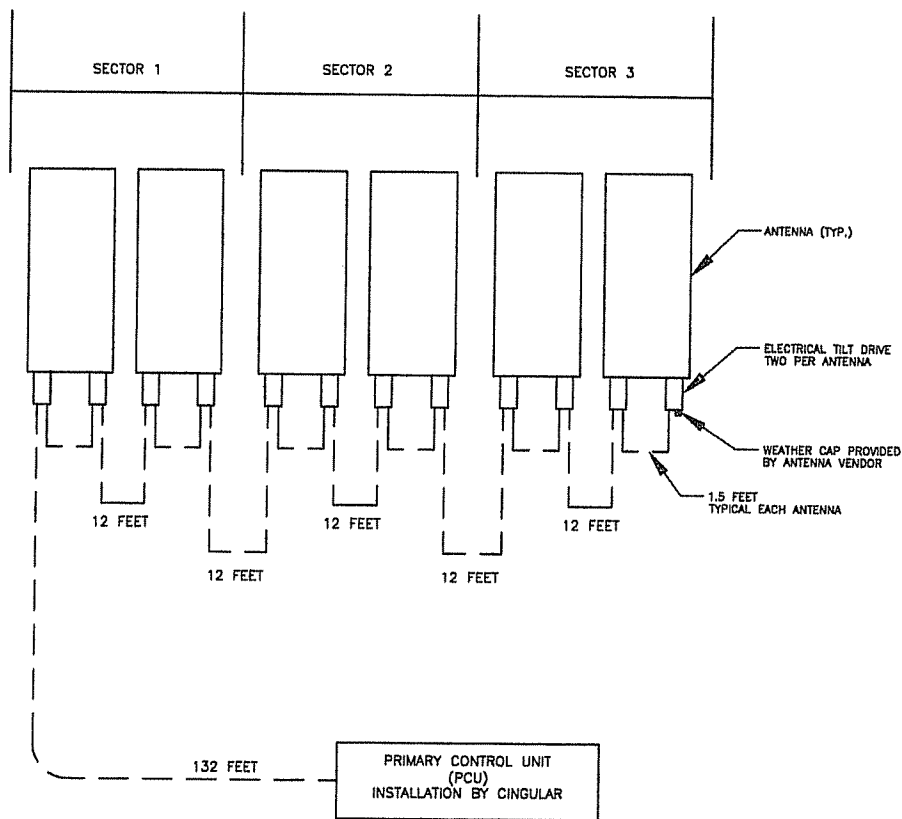 SECTOR 1
SECTOR 2
SECTOR 3
ANTENNA (TYP.)
ELECTRICAL TILT DRIVE
TWO PER ANTENNA
WEATHER CAP PROVIDED
BY ANTENNA VENDOR
1.5 FEET
TYPICAL EACH ANTENNA
12 FEET
12 FEET
12 FEET
12 FEET
12 FEET
132 FEET
PRIMARY CONTROL UNIT
(PCU)
INSTALLATION BY CINGULAR